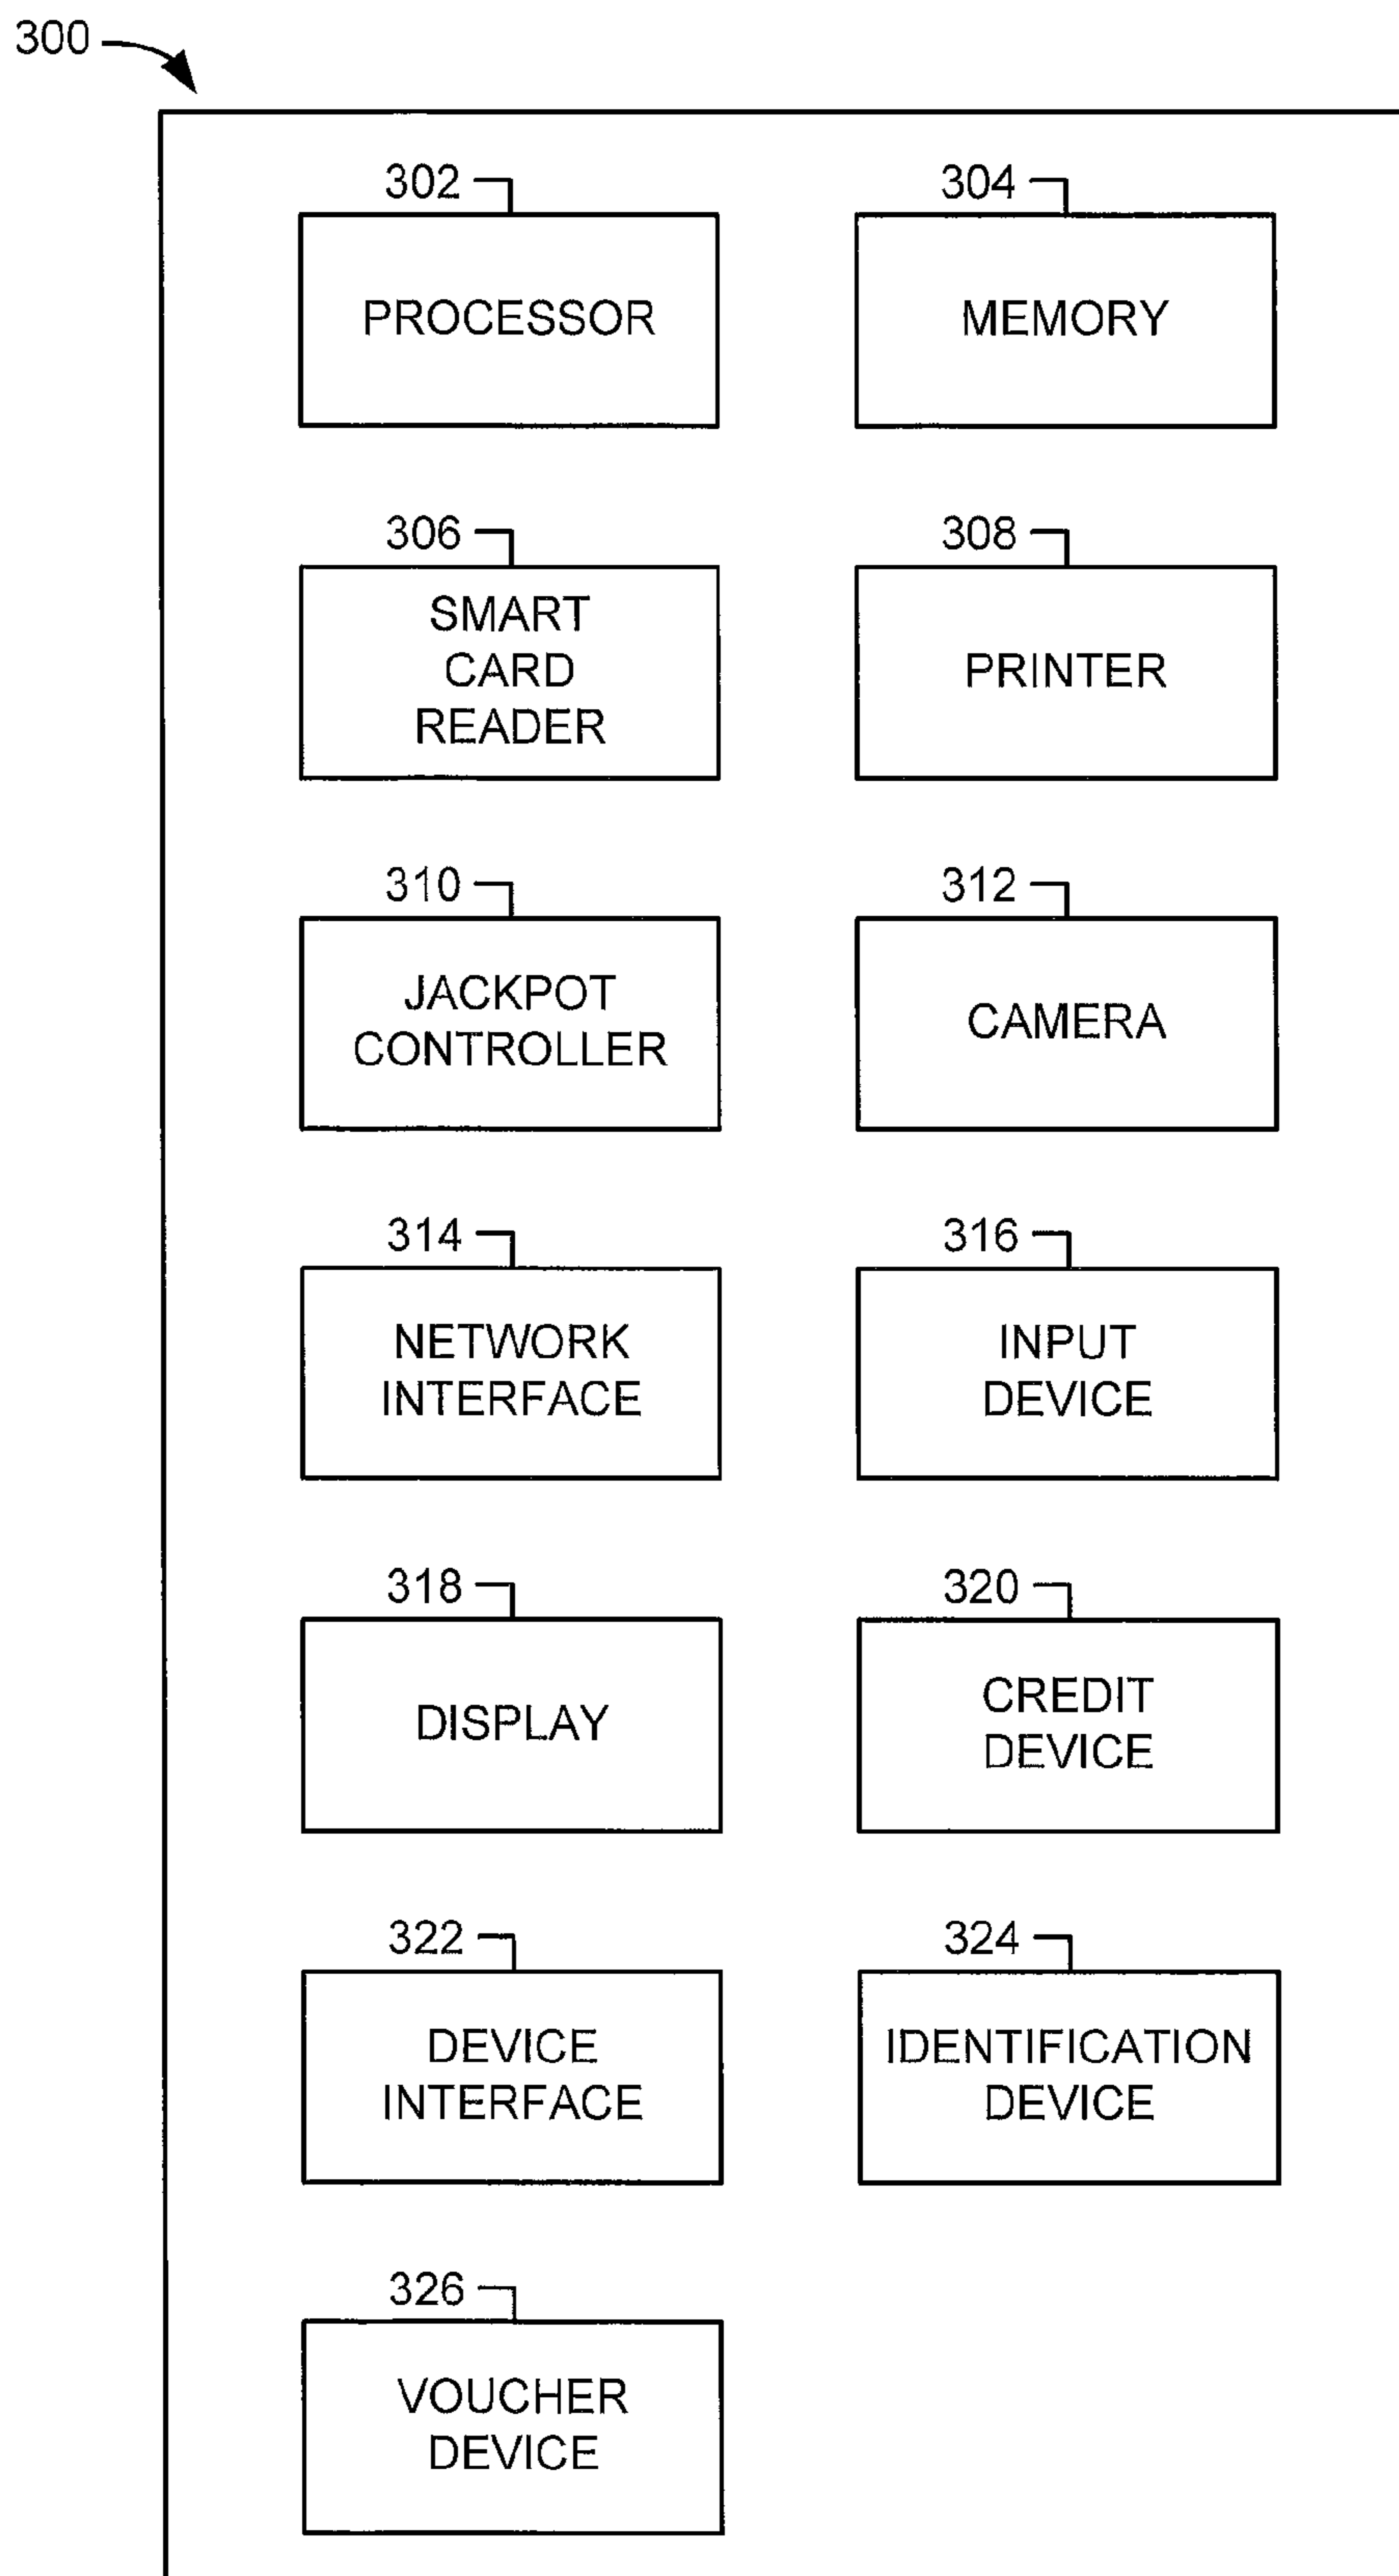 300
302
304
PROCESSOR
MEMORY
306
308
SMART
CARD
READER
PRINTER
310
312
JACKPOT
CONTROLLER
CAMERA
314
316
NETWORK
INTERFACE
INPUT
DEVICE
318
320
DISPLAY
CREDIT
DEVICE
322
324
DEVICE
INTERFACE
IDENTIFICATION
DEVICE
326
VOUCHER
DEVICE